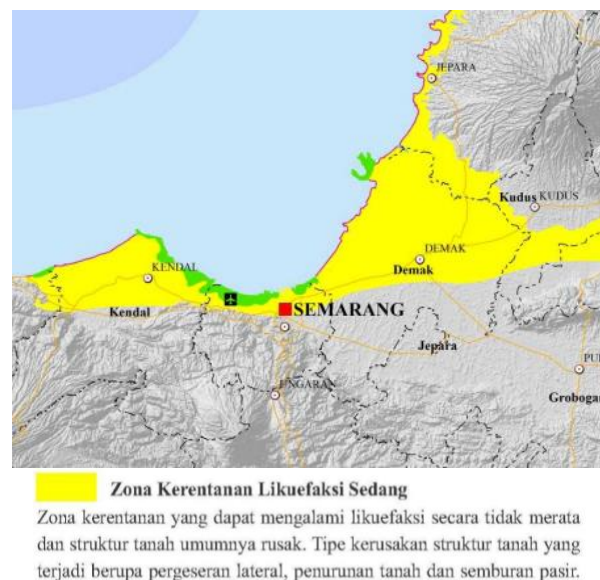 JEPARA
Kudus KUDUS
DEMAK
Demak
KENDAL
Kendal
SEMARANG
Jepara
UNGARAN
PU
Grobogan
Zona Kerentanan Likuefaksi Sedang
Zona kerentanan yang dapat mengalami likuefaksi secara tidak merata
dan struktur tanah umumnya rusak. Tipe kerusakan struktur tanah yang
terjadi berupa pergeseran lateral, penurunan tanah dan semburan pasir.